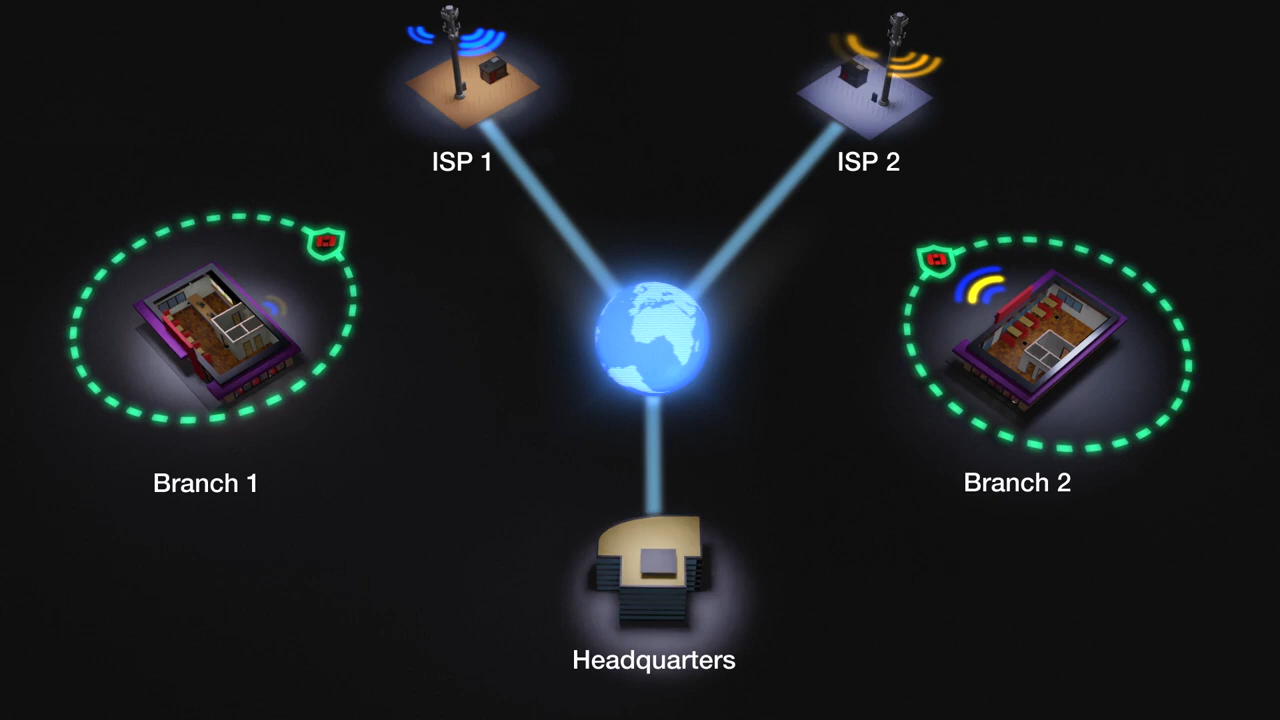 ISP 1
ISP 2
Branch 1
Branch 2
Headquarters